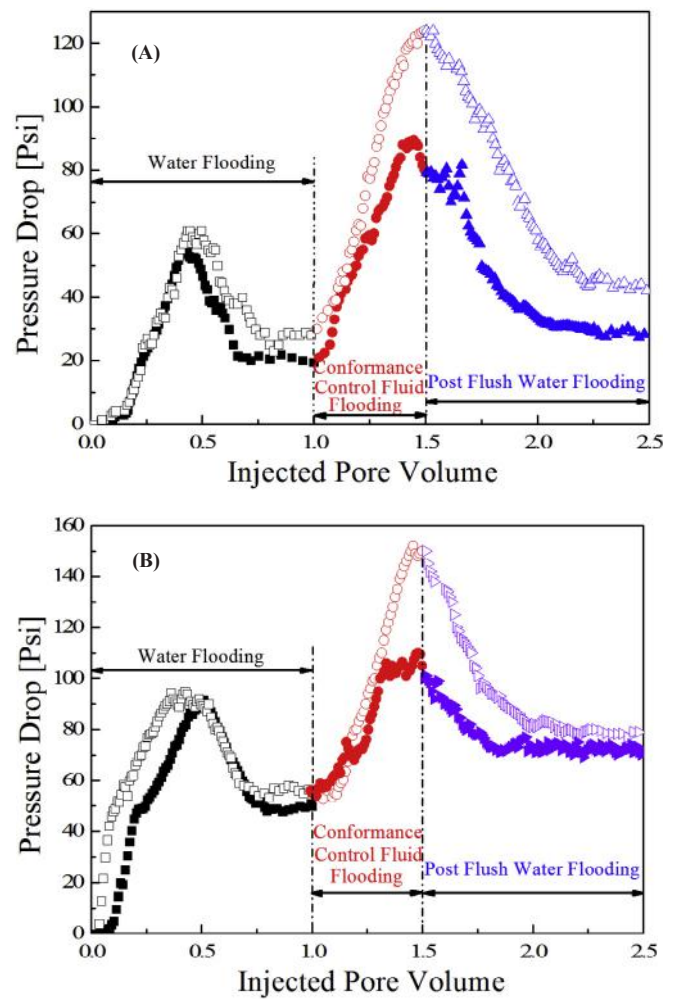 (A)
Pressure Drop [Psi]
120
100
80
60
40
20
0
Water Flooding
Conformance
Control Fluid
Flooding
Post Flush Water Flooding
0.0 0.5 1.0 1.5 2.0 2.5
Injected Pore Volume
(B)
Pressure Drop [Psi]
160
140
120
100
80
60
40
20
0
Water Flooding
Conformance
Control Fluid
Flooding
Post Flush Water Flooding
0.0 0.5 1.0 1.5 2.0 2.5
Injected Pore Volume